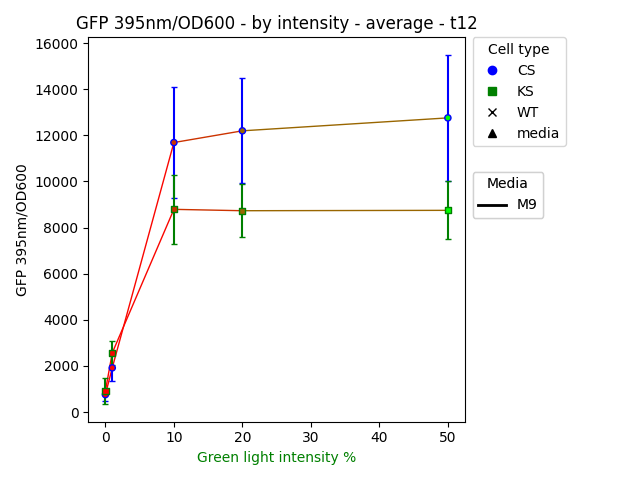 GFP 395nm/OD600 - by intensity - average - t12
16000
14000
12000
10000
8000
6000
4000
2000
0
GFP 395nm/OD600
0 10 20 30 40 50
Green light intensity %
Cell type
CS
KS
WT
media
Media
M9